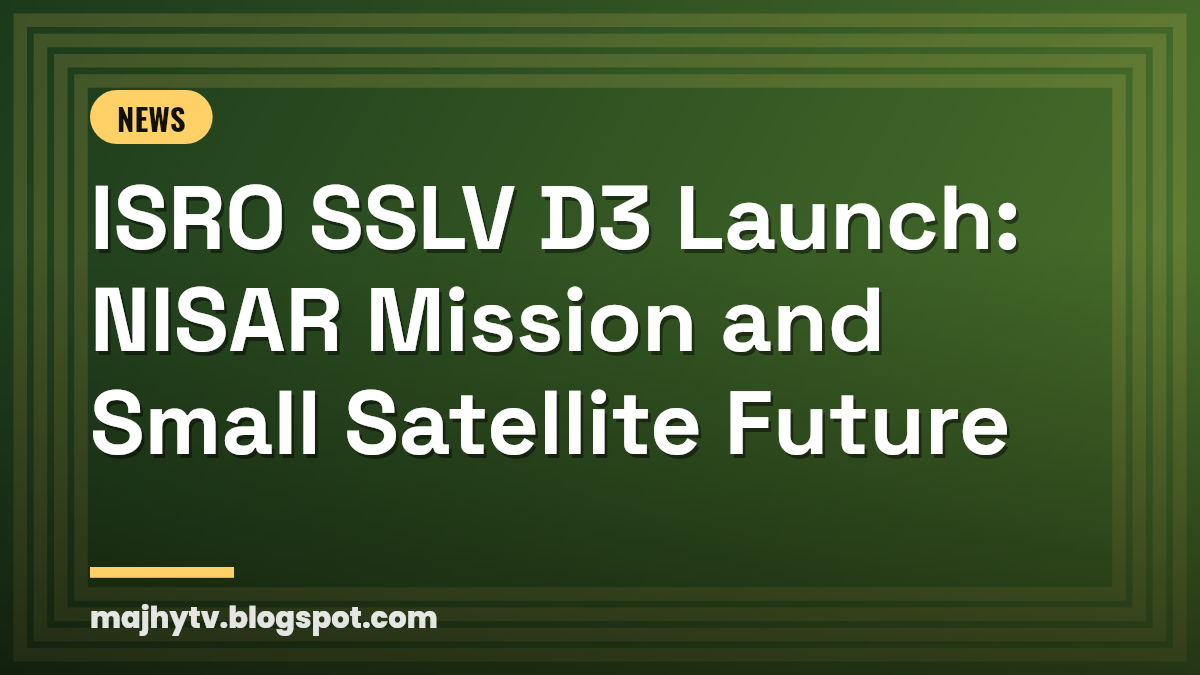 NEWS
ISRO SSLV D3 Launch:
NISAR Mission and
Small Satellite Future
majhytv.blogspot.com